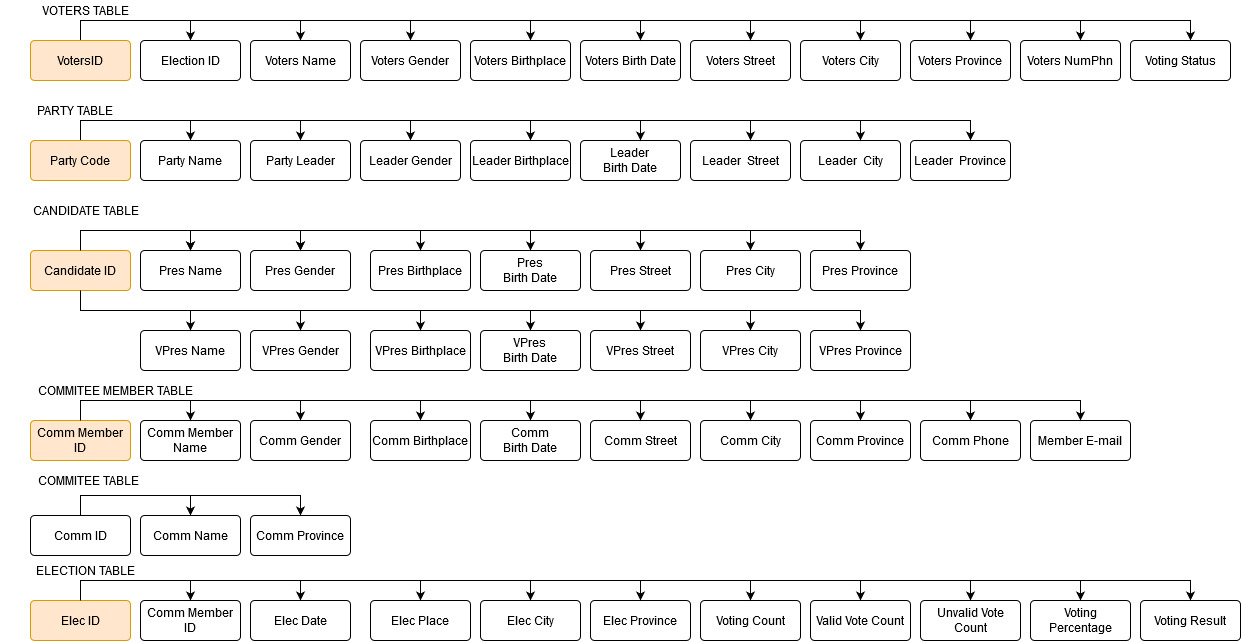 VOTERS TABLE
VotersID Election ID Voters Name Voters Gender Voters Birthplace Voters Birth Date Voters Street Voters City Voters Province Voters NumPhn Voting Status
PARTY TABLE
Party Code Party Name Party Leader Leader Gender Leader Birthplace Leader Birth Date Leader Street Leader City Leader Province
CANDIDATE TABLE
Candidate ID Pres Name Pres Gender Pres Birthplace Pres Birth Date Pres Street Pres City Pres Province
VPres Name VPres Gender VPres Birthplace VPres Birth Date VPres Street VPres City VPres Province
COMMITEE MEMBER TABLE
Comm Member ID Comm Member Name Comm Gender Comm Birthplace Comm Birth Date Comm Street Comm City Comm Province Comm Phone Member E-mail
COMMITEE TABLE
Comm ID Comm Name Comm Province
ELECTION TABLE
Elec ID Comm Member ID Elec Date Elec Place Elec City Elec Province Voting Count Valid Vote Count Unvalid Vote Count Voting Percentage Voting Result